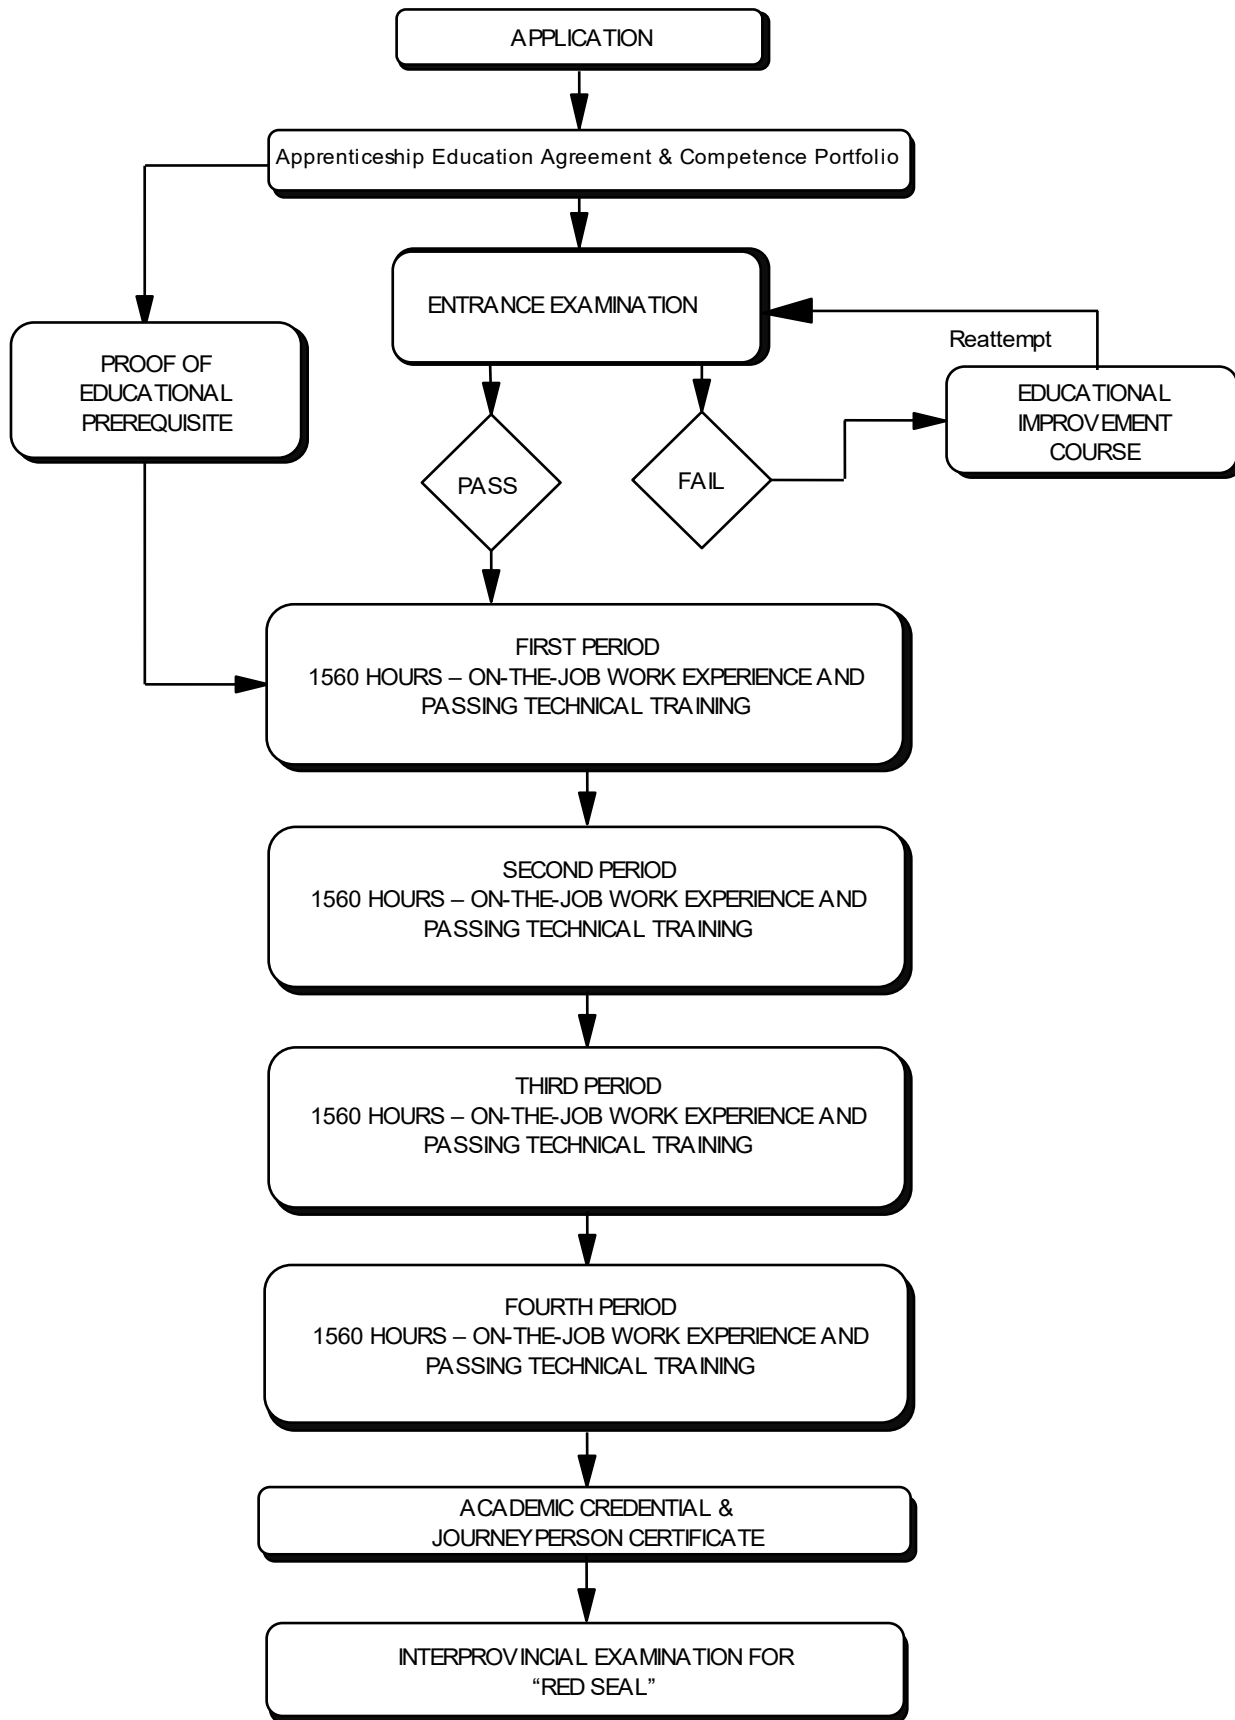 APPLICATION
Apprenticeship Education Agreement & Competence Portfolio
ENTRANCE EXAMINATION
Reattempt
PROOF OF
EDUCATIONAL
PREREQUISITE
EDUCATIONAL
IMPROVEMENT
COURSE
PASS
FAIL
FIRST PERIOD
1560 HOURS – ON-THE-JOB WORK EXPERIENCE AND
PASSING TECHNICAL TRAINING
SECOND PERIOD
1560 HOURS – ON-THE-JOB WORK EXPERIENCE AND
PASSING TECHNICAL TRAINING
THIRD PERIOD
1560 HOURS – ON-THE-JOB WORK EXPERIENCE AND
PASSING TECHNICAL TRAINING
FOURTH PERIOD
1560 HOURS – ON-THE-JOB WORK EXPERIENCE AND
PASSING TECHNICAL TRAINING
ACADEMIC CREDENTIAL &
JOURNEYPERSON CERTIFICATE
INTERPROVINCIAL EXAMINATION FOR
“RED SEAL”